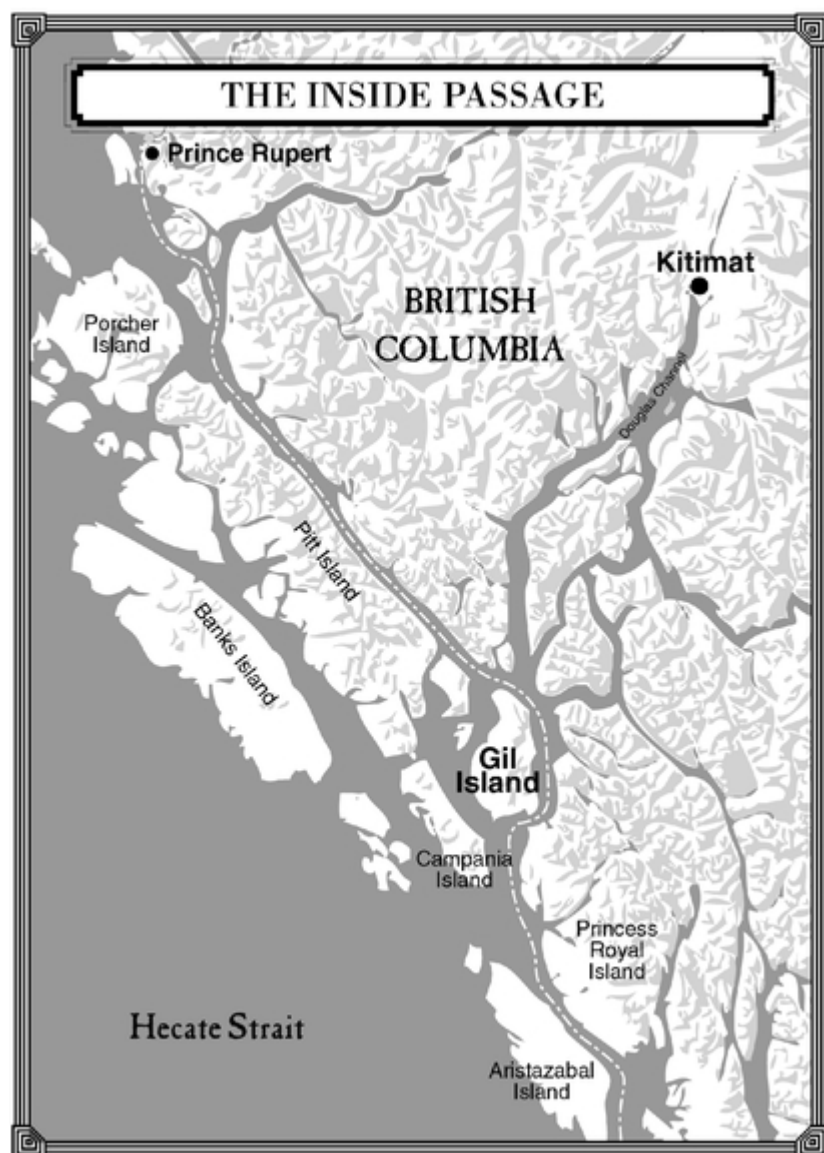 THE INSIDE PASSAGE
Prince Rupert
Kitimat
BRITISH
COLUMBIA
Porcher
Island
Douglas Channel
Pitt Island
Banks Island
Gil
Island
Campania
Island
Princess
Royal
Island
Hecate Strait
Aristazabal
Island